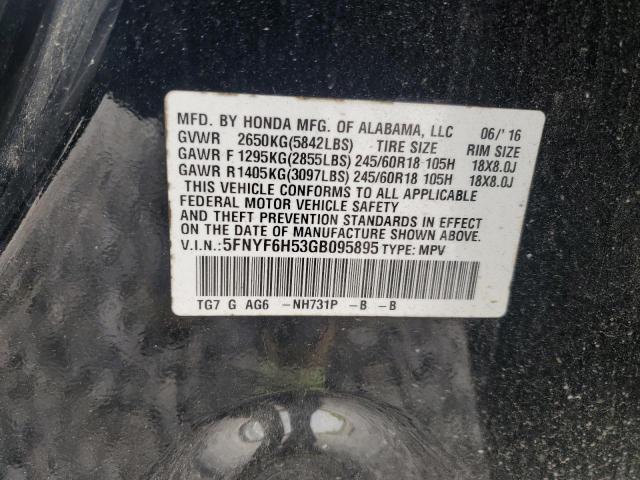 MFD. BY HONDA MFG. OF ALABAMA, LLC 06/'16
GVWR 2650KG(5842LBS) TIRE SIZE RIM SIZE
GAWR F 1295KG(2855LBS) 245/60R18 105H 18X8.0J
GAWR R 1405KG(3097LBS) 245/60R18 105H 18X8.0J
THIS VEHICLE CONFORMS TO ALL APPLICABLE
FEDERAL MOTOR VEHICLE SAFETY
AND THEFT PREVENTION STANDARDS IN EFFECT
ON THE DATE OF MANUFACTURE SHOWN ABOVE.
V.I.N.: 5FNYF6H53GB095895 TYPE: MPV
TG7 G AG6 -NH731P -B -B